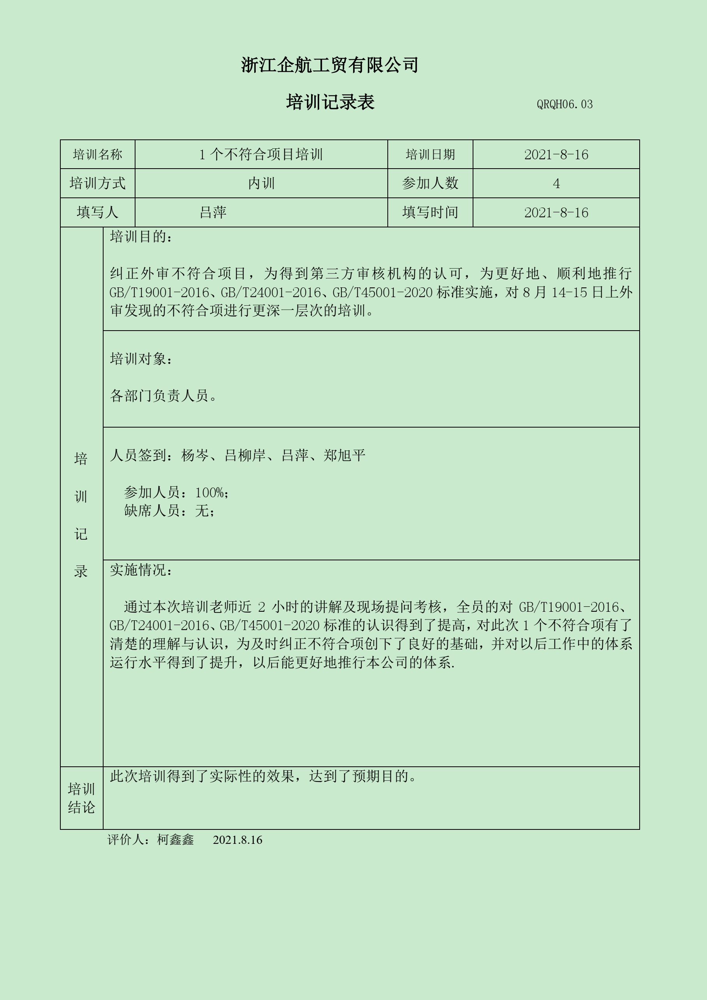 浙江企航工贸有限公司
培训记录表 QRQH06.03
培训名称 1 个不符合项目培训 培训日期 2021-8-16
培训方式 内训 参加人数 4
填写人 吕萍 填写时间 2021-8-16
培训目的：
纠正外审不符合项目，为得到第三方审核机构的认可，为更好地、顺利地推行
GB/T19001-2016、GB/T24001-2016、GB/T45001-2020 标准实施，对 8 月 14-15 日上外
审发现的不符合项进行更深一层次的培训。
培训对象：
各部门负责人员。
培
训
记
录
人员签到：杨岑、吕柳岸、吕萍、郑旭平
参加人员：100%；
缺席人员：无；
实施情况：
通过本次培训老师近 2 小时的讲解及现场提问考核，全员的对 GB/T19001-2016、
GB/T24001-2016、GB/T45001-2020 标准的认识得到了提高，对此次 1 个不符合项有了
清楚的理解与认识，为及时纠正不符合项创下了良好的基础，并对以后工作中的体系
运行水平得到了提升，以后能更好地推行本公司的体系.
培训
结论
此次培训得到了实际性的效果，达到了预期目的。
评价人：柯鑫鑫 2021.8.16